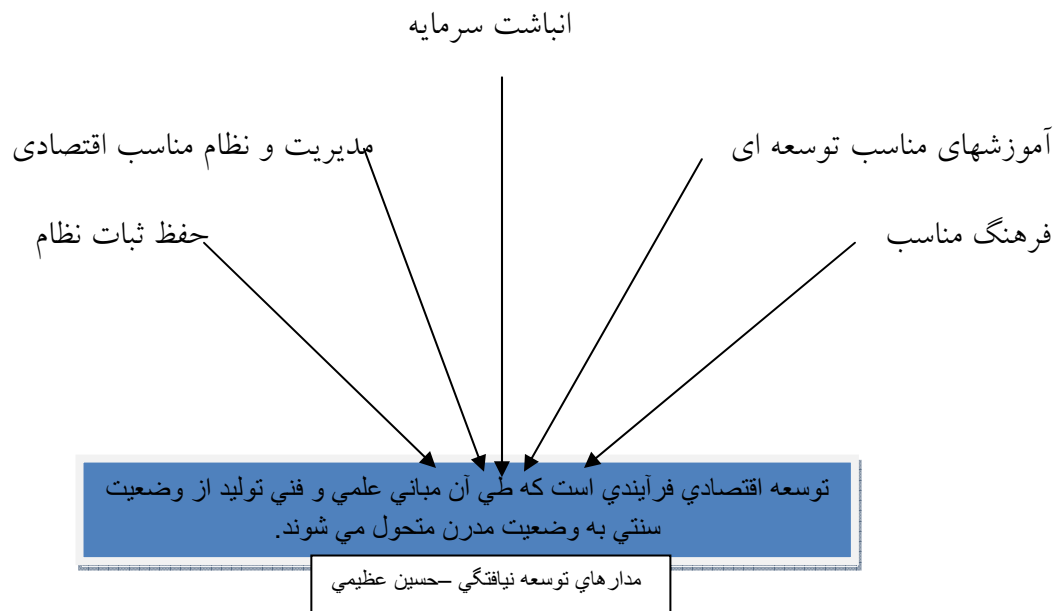 انباشت سرمایه
آموزشهای مناسب توسعه ای
مدیریت و نظام مناسب اقتصادی
فرهنگ مناسب
حفظ ثبات نظام
توسعه اقتصادي فرآيندي است كه طي آن مباني علمي و فني توليد از وضعيت
سنتي به وضعيت مدرن متحول مي شوند.
مدارهاي توسعه نيافتگي –حسين عظيمي